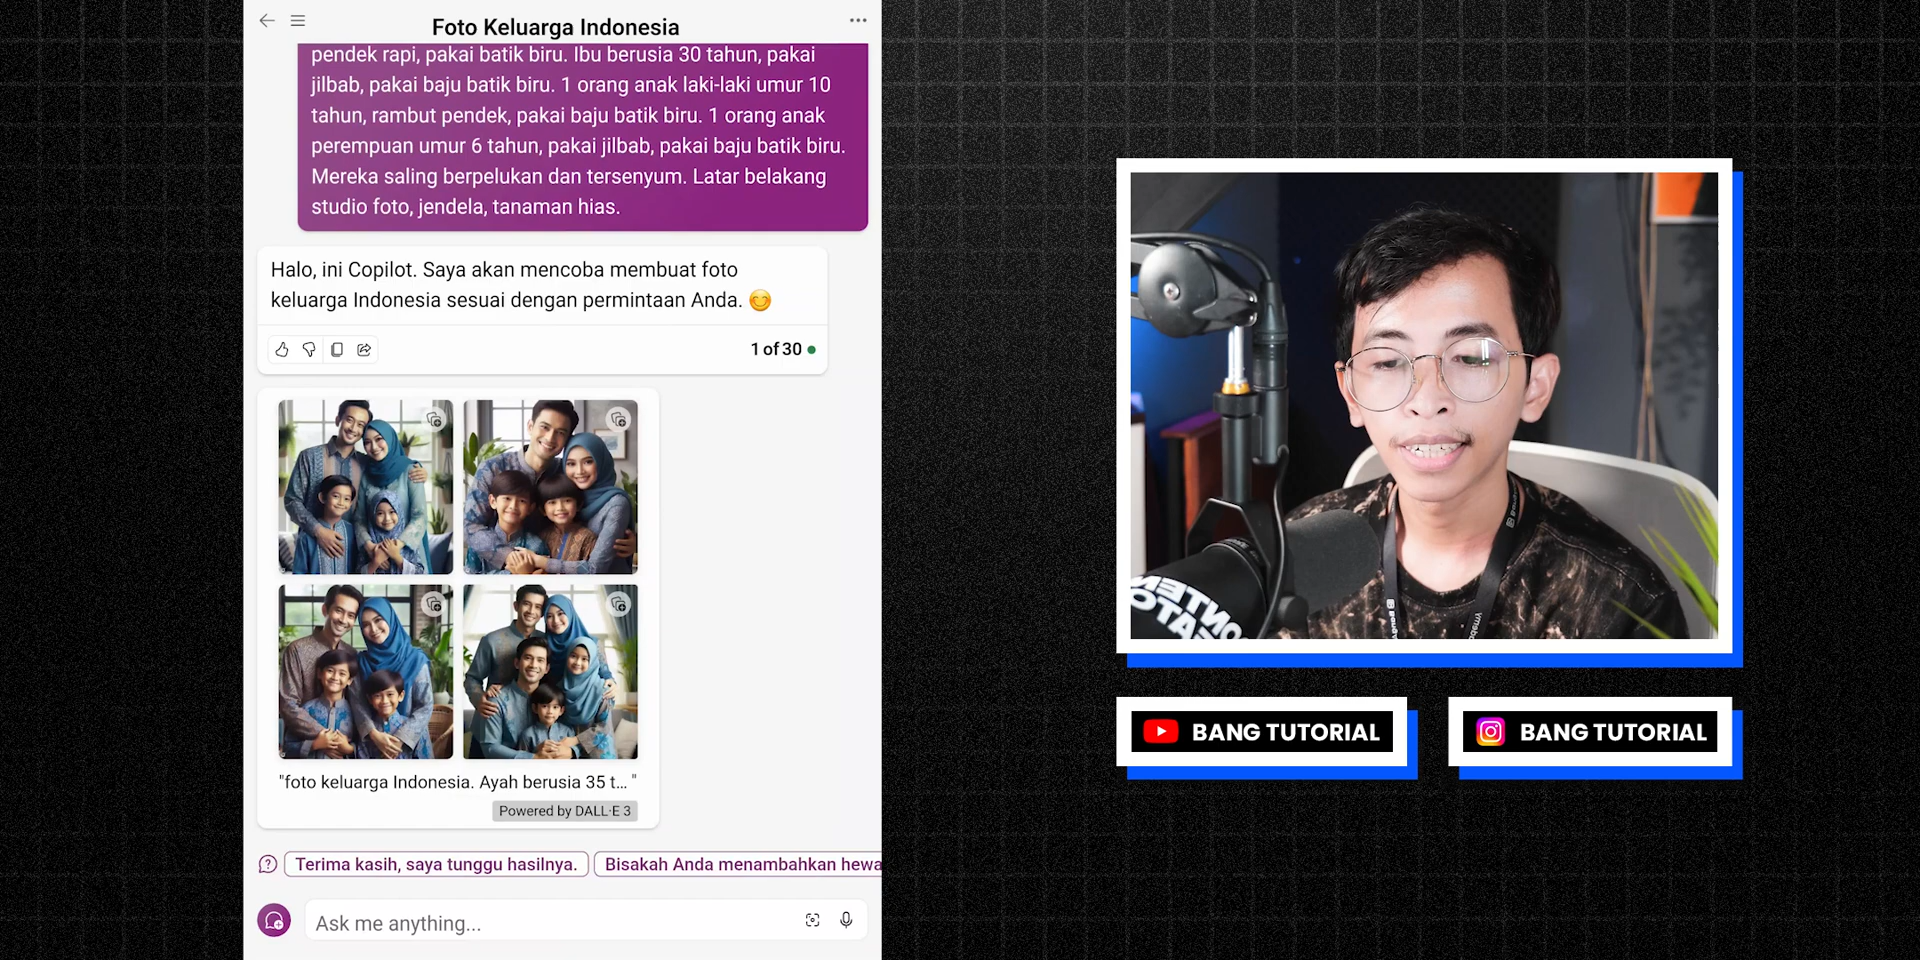 Foto Keluarga Indonesia
pendek rapi, pakai batik biru. Ibu berusia 30 tahun, pakai
jilbab, pakai baju batik biru. 1 orang anak laki-laki umur 10
tahun, rambut pendek, pakai baju batik biru. 1 orang anak
perempuan umur 6 tahun, pakai jilbab, pakai baju batik biru.
Mereka saling berpelukan dan tersenyum. Latar belakang
studio foto, jendela, tanaman hias.
Halo, ini Copilot. Saya akan mencoba membuat foto
keluarga Indonesia sesuai dengan permintaan Anda. 😊
1 of 30
"foto keluarga Indonesia. Ayah berusia 35 t... "
Powered by DALL·E 3
Terima kasih, saya tunggu hasilnya.
Bisakah Anda menambahkan hewa
Ask me anything...
BANG TUTORIAL
BANG TUTORIAL